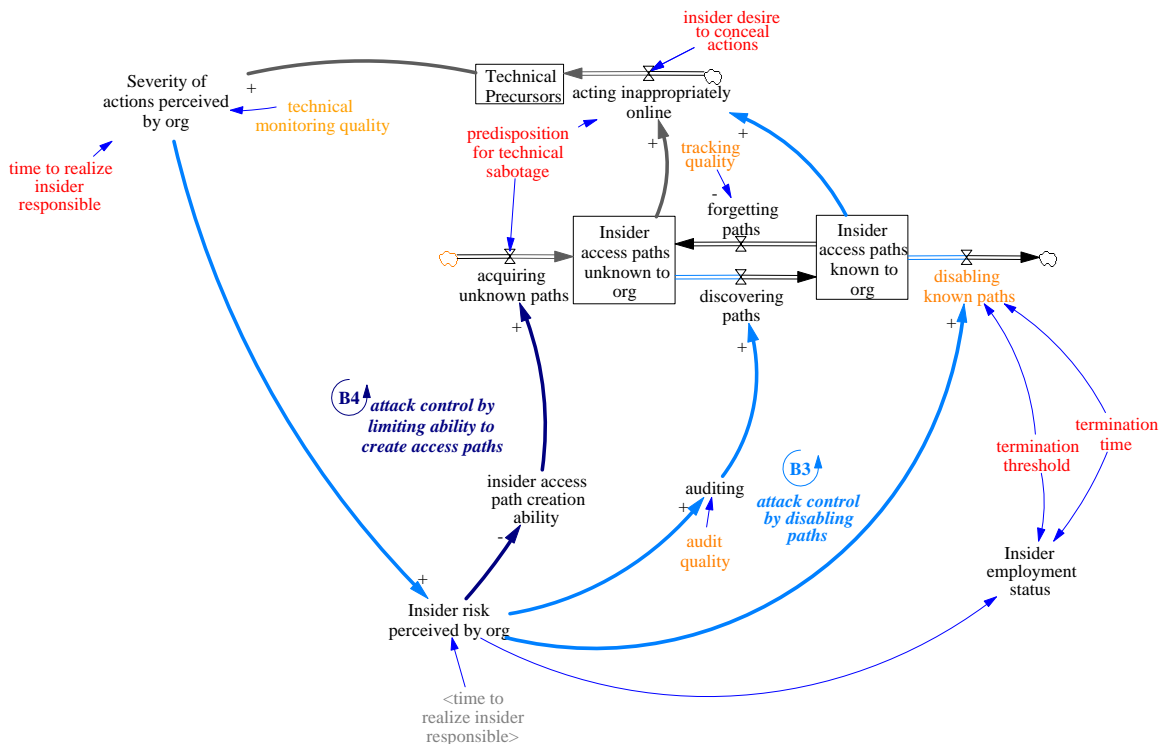 insider desire
to conceal
actions
Technical
Precursors
acting inappropriately
online
Severity of
actions perceived
by org
+
technical
monitoring quality
time to realize
insider
responsible
predisposition
for technical
sabotage
+
+
tracking
quality
-
forgetting
paths
Insider
access paths
unknown to
org
Insider
access paths
known to
org
acquiring
unknown paths
+
discovering
paths
+
disabling
known paths
+
B4
attack control by
limiting ability to
create access paths
termination
threshold
termination
time
B3
attack control
by disabling
paths
insider access
path creation
ability
-
auditing
+
audit
quality
Insider
employment
status
+
Insider risk
perceived by org
<time to
realize insider
responsible>